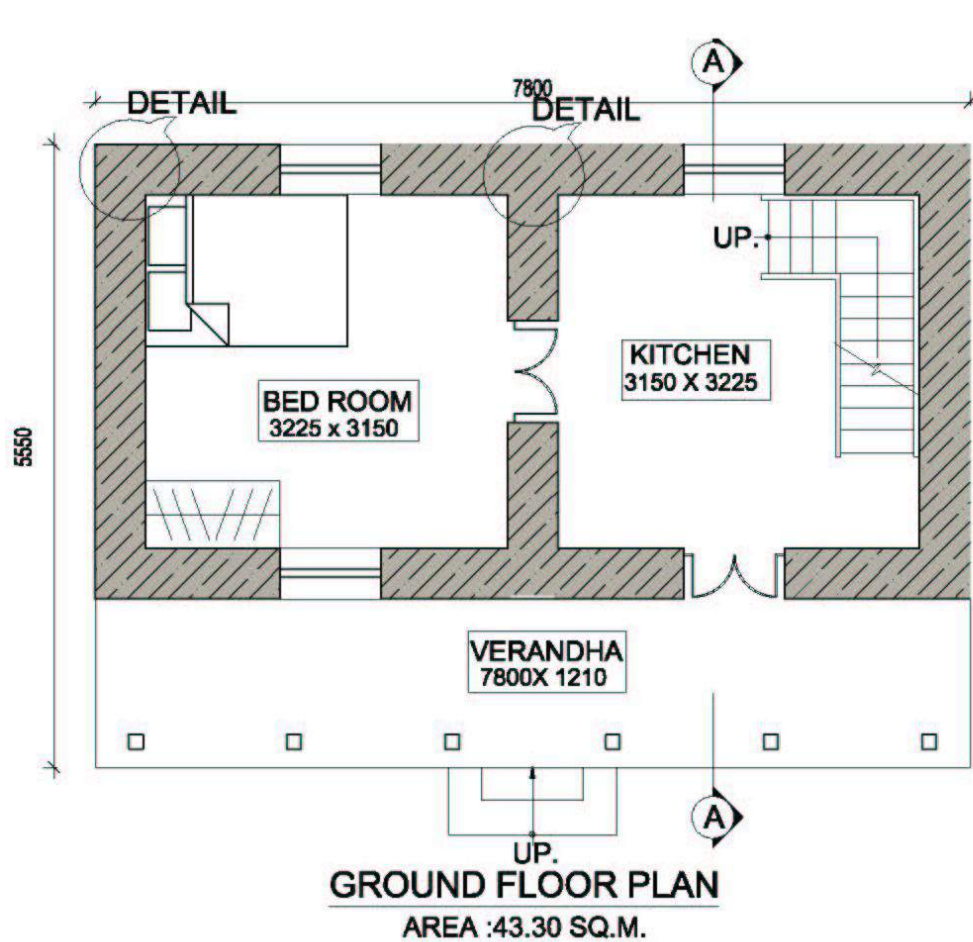 A
7800
DETAIL
DETAIL
UP.
KITCHEN
3150 X 3225
BED ROOM
3225 x 3150
5550
VERANDHA
7800X 1210
A
UP.
GROUND FLOOR PLAN
AREA :43.30 SQ.M.